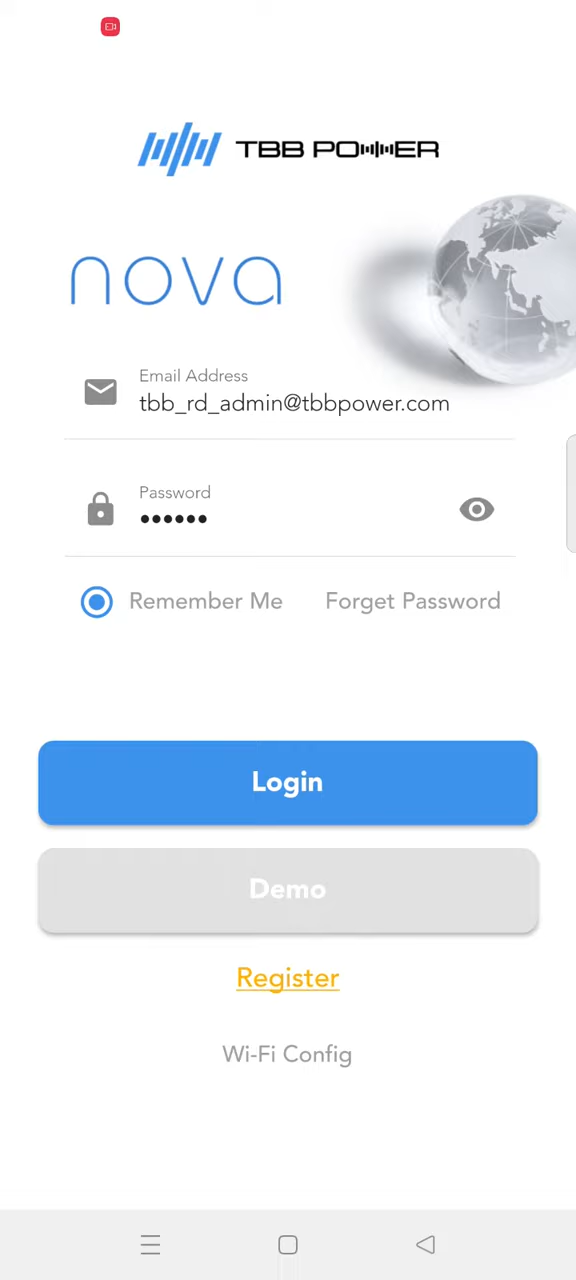 TBB POWER
nova
Email Address
tbb_rd_admin@tbbpower.com
Password
••••••
Remember Me
Forget Password
Login
Demo
Register
Wi-Fi Config